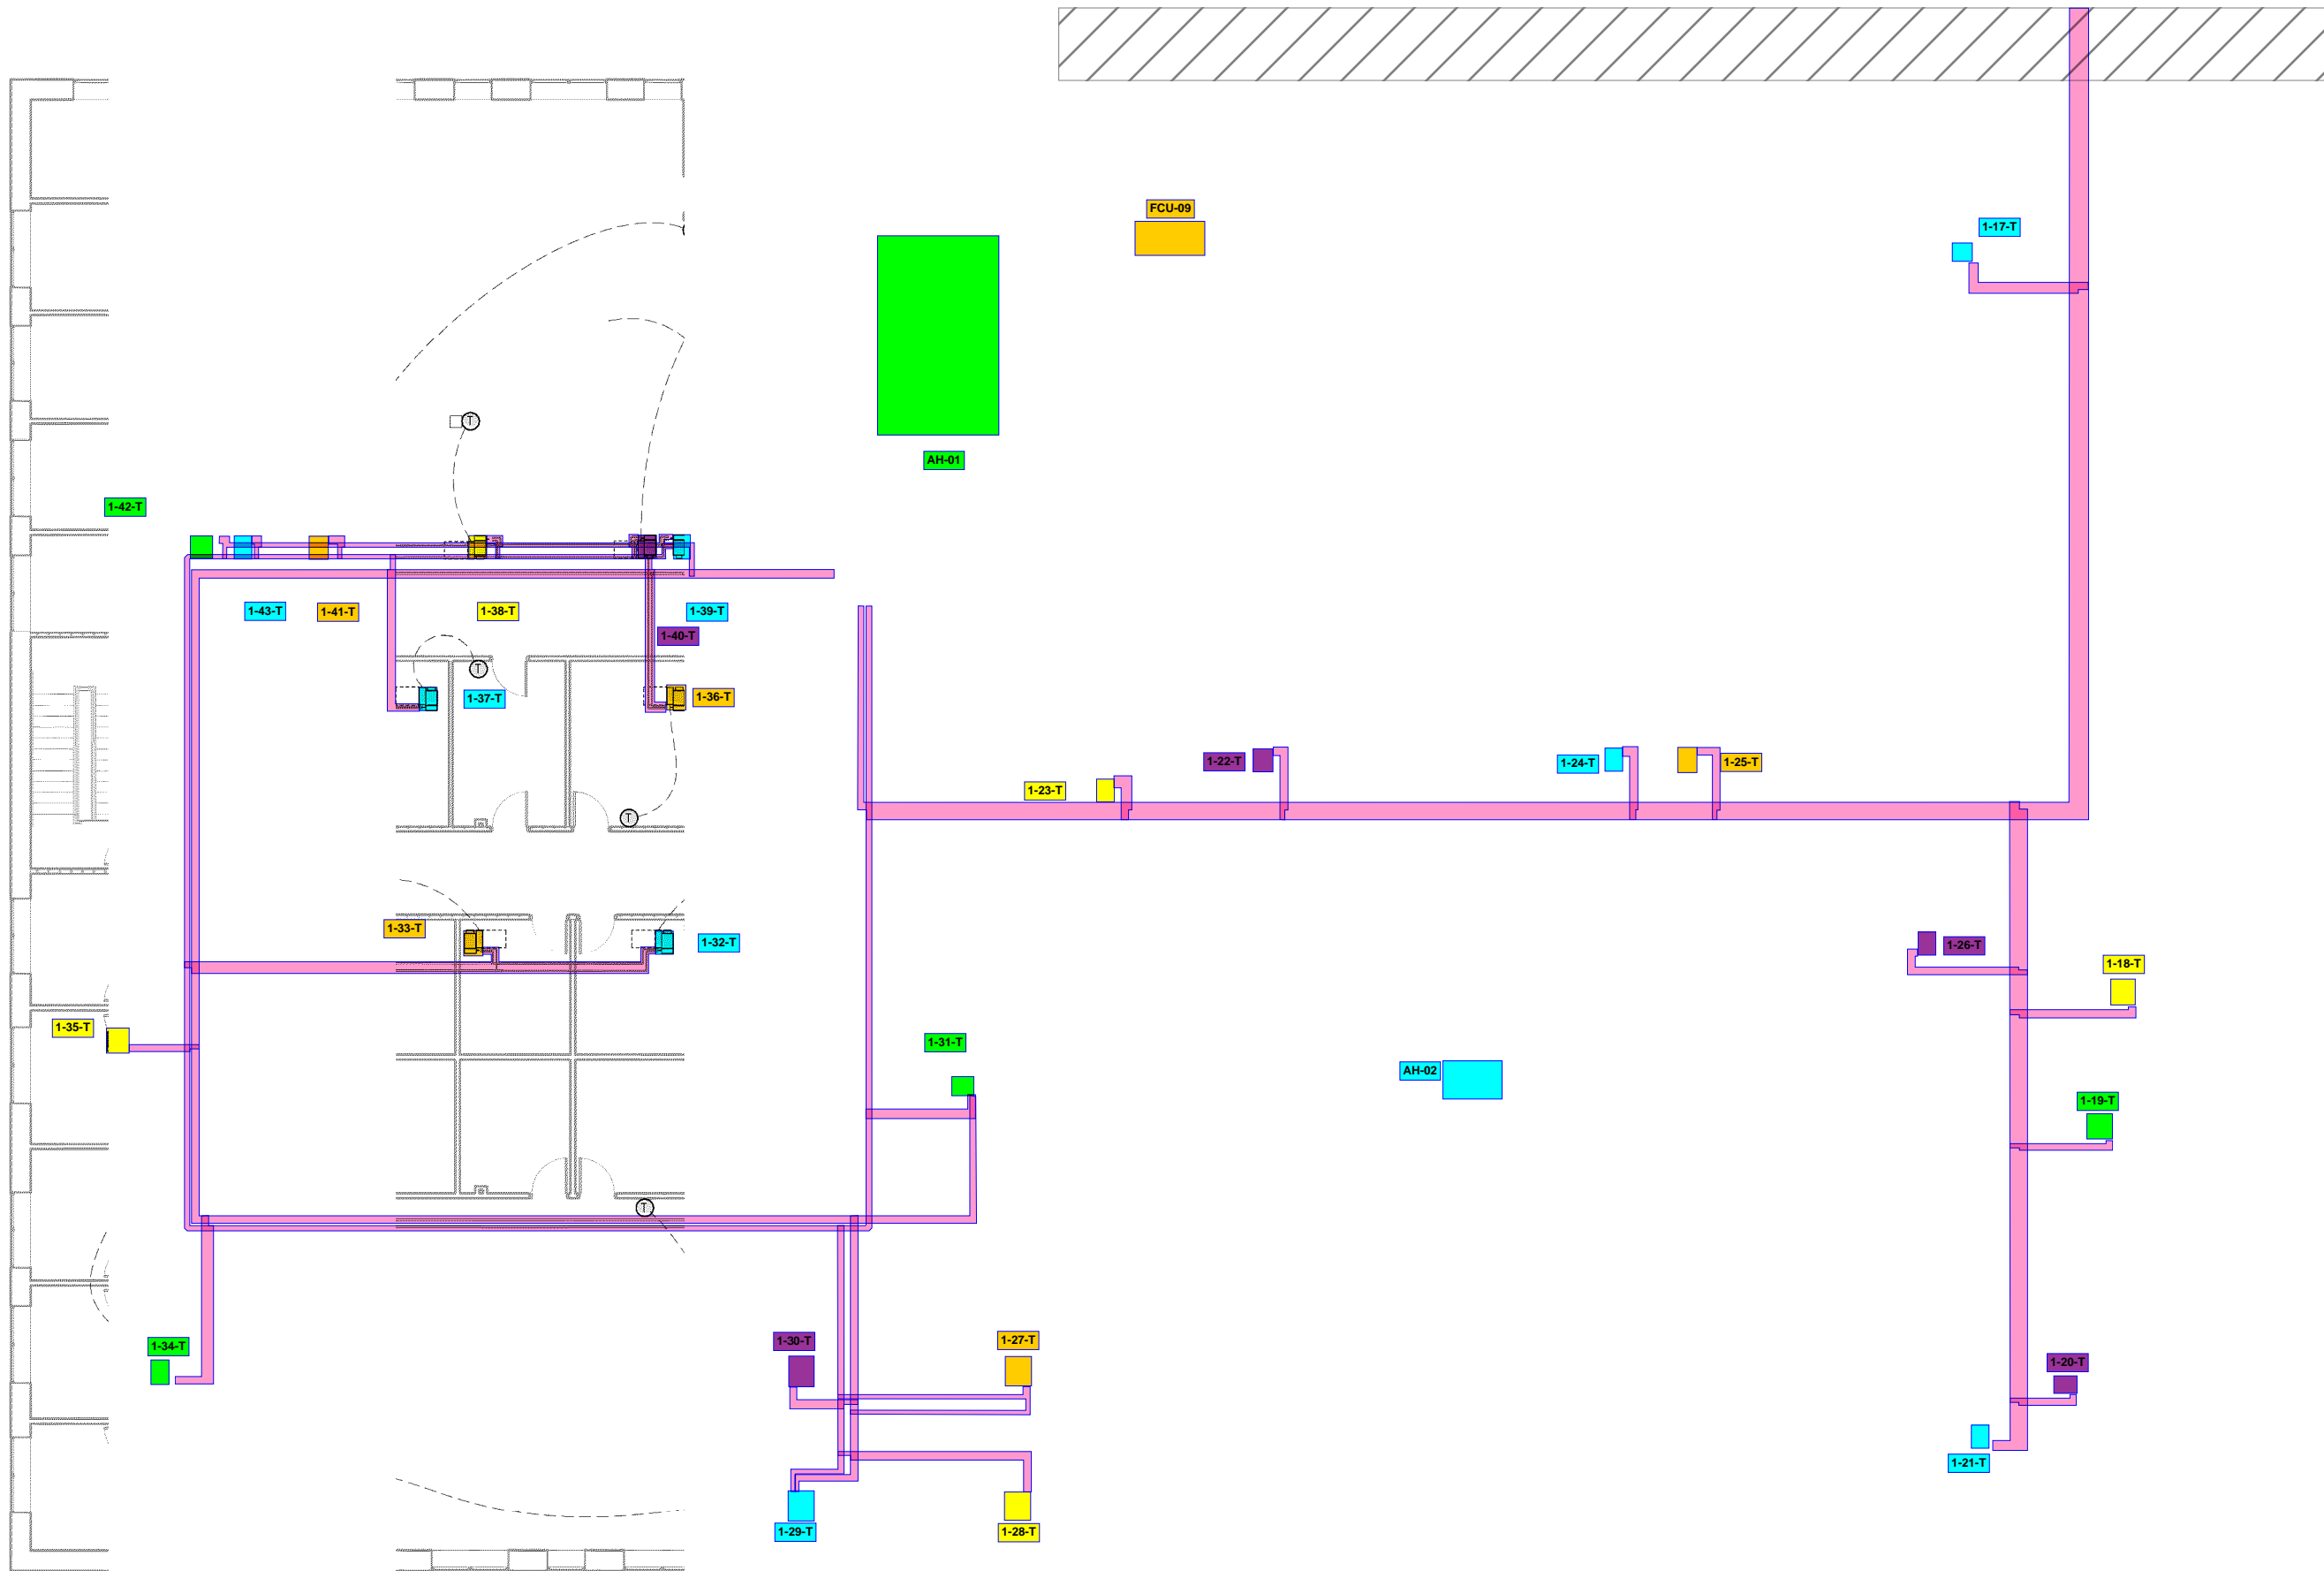 FCU-09
1-17-T
T
AH-01
1-42-T
1-43-T
1-41-T
1-38-T
1-39-T
1-40-T
T
1-37-T
1-36-T
1-22-T
1-24-T
1-25-T
1-23-T
T
1-33-T
1-32-T
1-26-T
1-18-T
1-35-T
1-31-T
AH-02
1-19-T
T
1-34-T
1-30-T
1-27-T
1-20-T
1-21-T
1-29-T
1-28-T